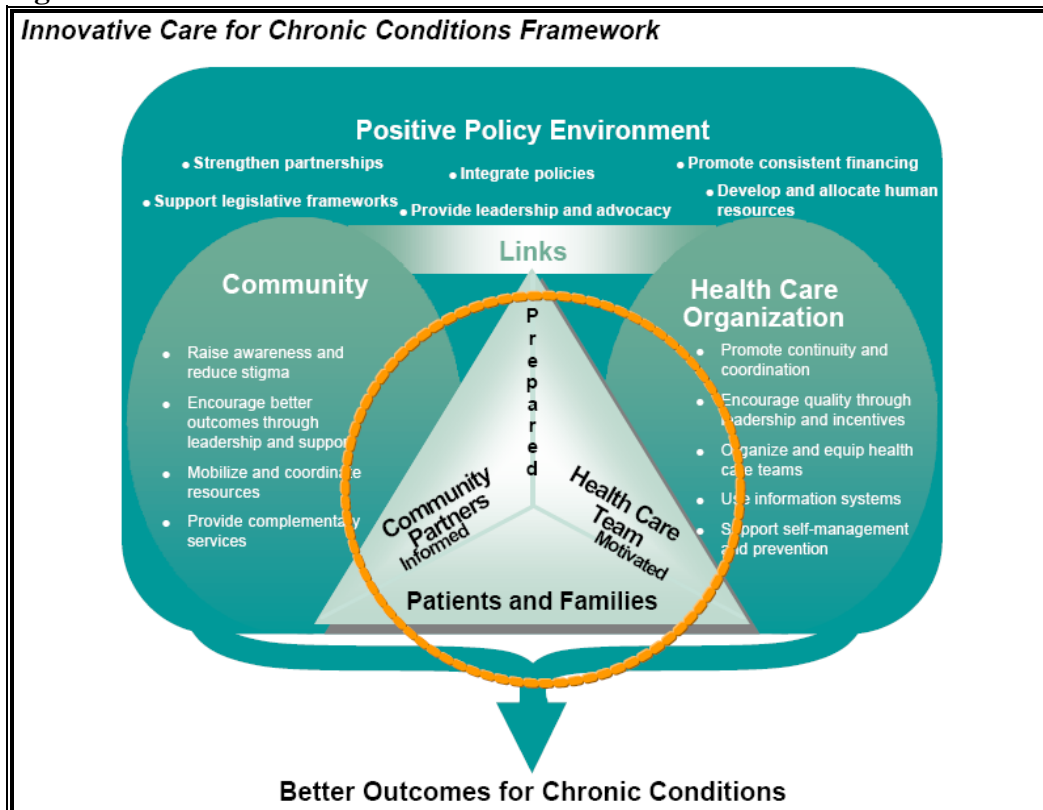 Innovative Care for Chronic Conditions Framework
Positive Policy Environment
• Strengthen partnerships
• Integrate policies
• Promote consistent financing
• Support legislative frameworks
• Provide leadership and advocacy
• Develop and allocate human
resources
Links
Community
• Raise awareness and
reduce stigma
• Encourage better
outcomes through
leadership and support
• Mobilize and coordinate
resources
• Provide complementary
services
Health Care
Organization
• Promote continuity and
coordination
• Encourage quality through
leadership and incentives
• Organize and equip health
care teams
• Use information systems
• Support self-management
and prevention
Prepared
Community
Partners
Informed
Health Care
Team
Motivated
Patients and Families
Better Outcomes for Chronic Conditions